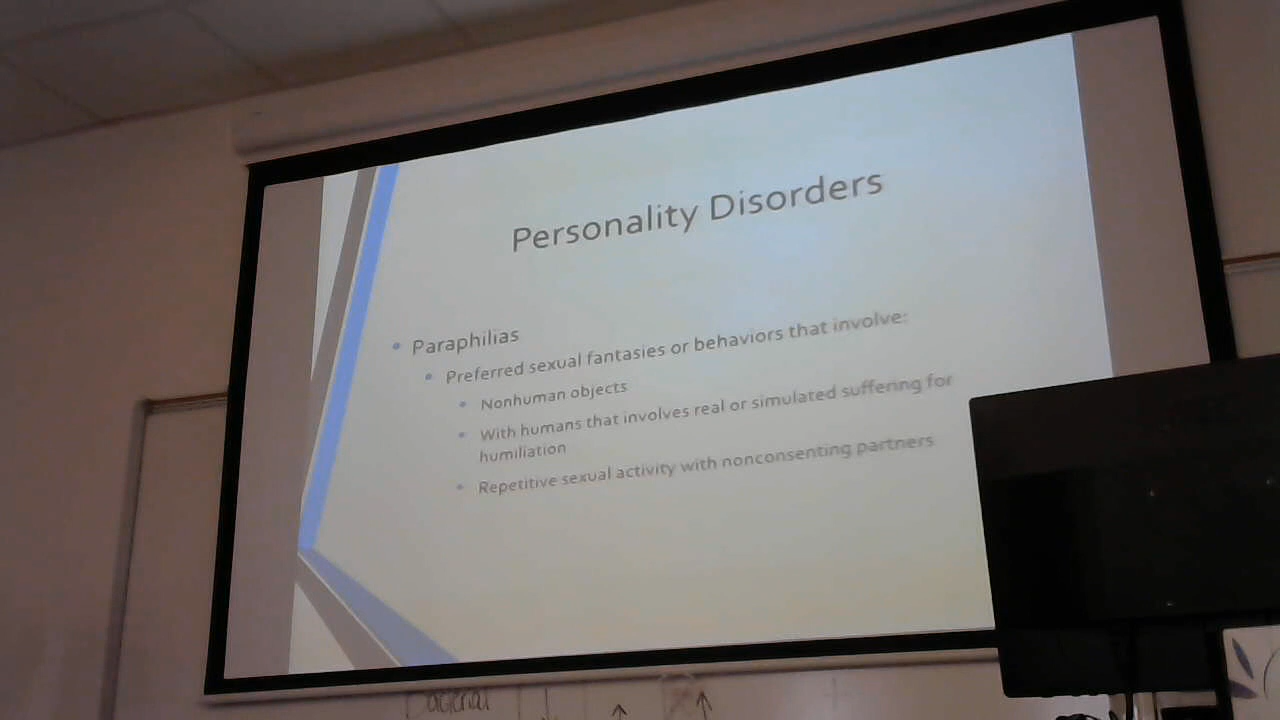 Personality Disorders
Paraphilias
Preferred sexual fantasies or behaviors that involve:
Nonhuman objects
With humans that involves real or simulated suffering for
humiliation
Repetitive sexual activity with nonconsenting partners